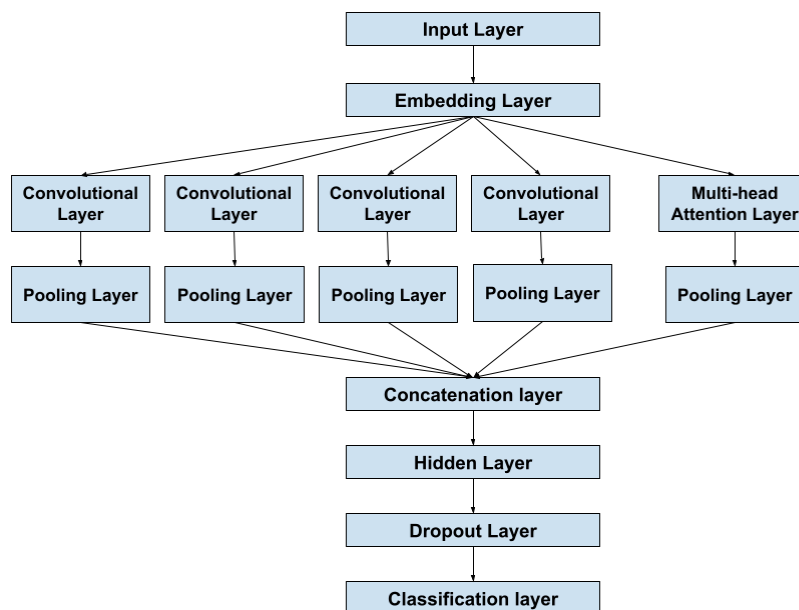 Input Layer
Embedding Layer
Convolutional
Layer
Convolutional
Layer
Convolutional
Layer
Convolutional
Layer
Multi-head
Attention Layer
Pooling Layer
Pooling Layer
Pooling Layer
Pooling Layer
Pooling Layer
Concatenation layer
Hidden Layer
Dropout Layer
Classification layer